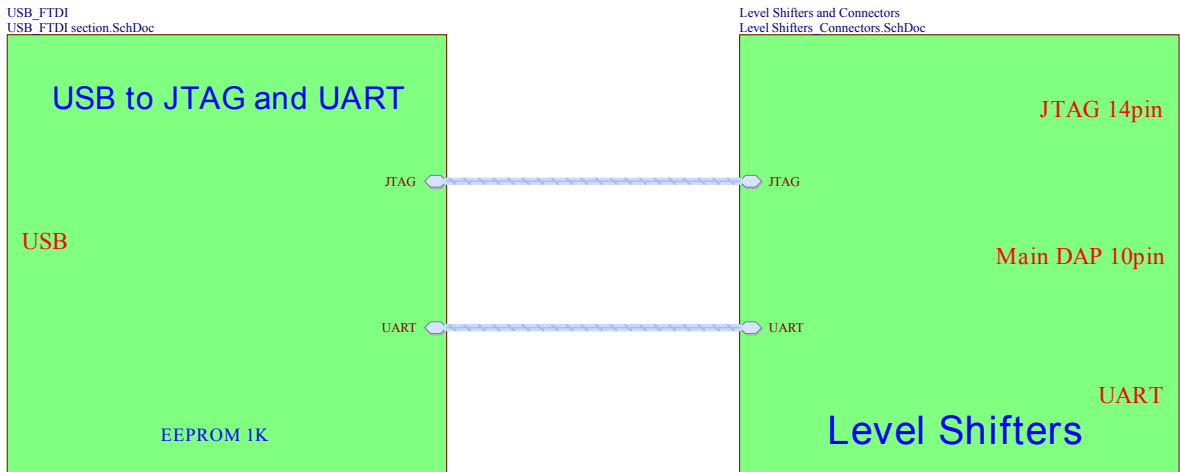 USB_FTDI
USB_FTDI section.SchDoc
USB to JTAG and UART
JTAG
USB
UART
EEPROM 1K
Level Shifters and Connectors
Level Shifters_Connectors.SchDoc
JTAG 14pin
JTAG
Main DAP 10pin
UART
UART
Level Shifters